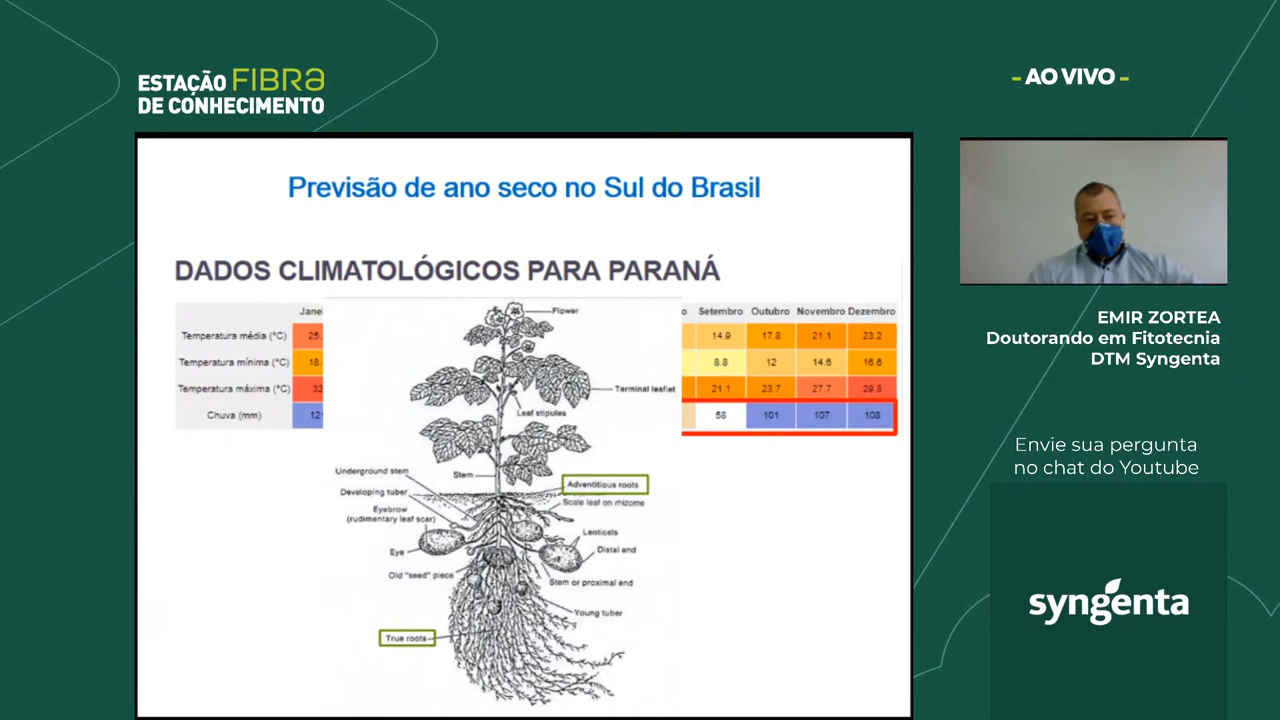 ESTAÇÃO FIBRA
DE CONHECIMENTO
- AO VIVO -
Previsão de ano seco no Sul do Brasil
DADOS CLIMATOLÓGICOS PARA PARANÁ
Setembro Outubro Novembro Dezembro
Temperatura média (°C) 14.9 17.8 21.1 23.2
Temperatura mínima (°C) 8.8 12 14.6 16.6
Temperatura máxima (°C) 32 21.1 23.7 27.7 29.8
Chuva (mm) 58 101 107 108
Flower
Terminal leaflet
Leaf stipules
Stem
Underground stem
Developing tuber
Eyebrow
(rudimentary leaf scar)
Eye
Old "seed" piece
True roots
Adventitious roots
Scale leaf on rhizome
Lenticels
Distal end
Stem or proximal end
Young tuber
EMIR ZORTEA
Doutorando em Fitotecnia
DTM Syngenta
Envie sua pergunta
no chat do Youtube
syngenta